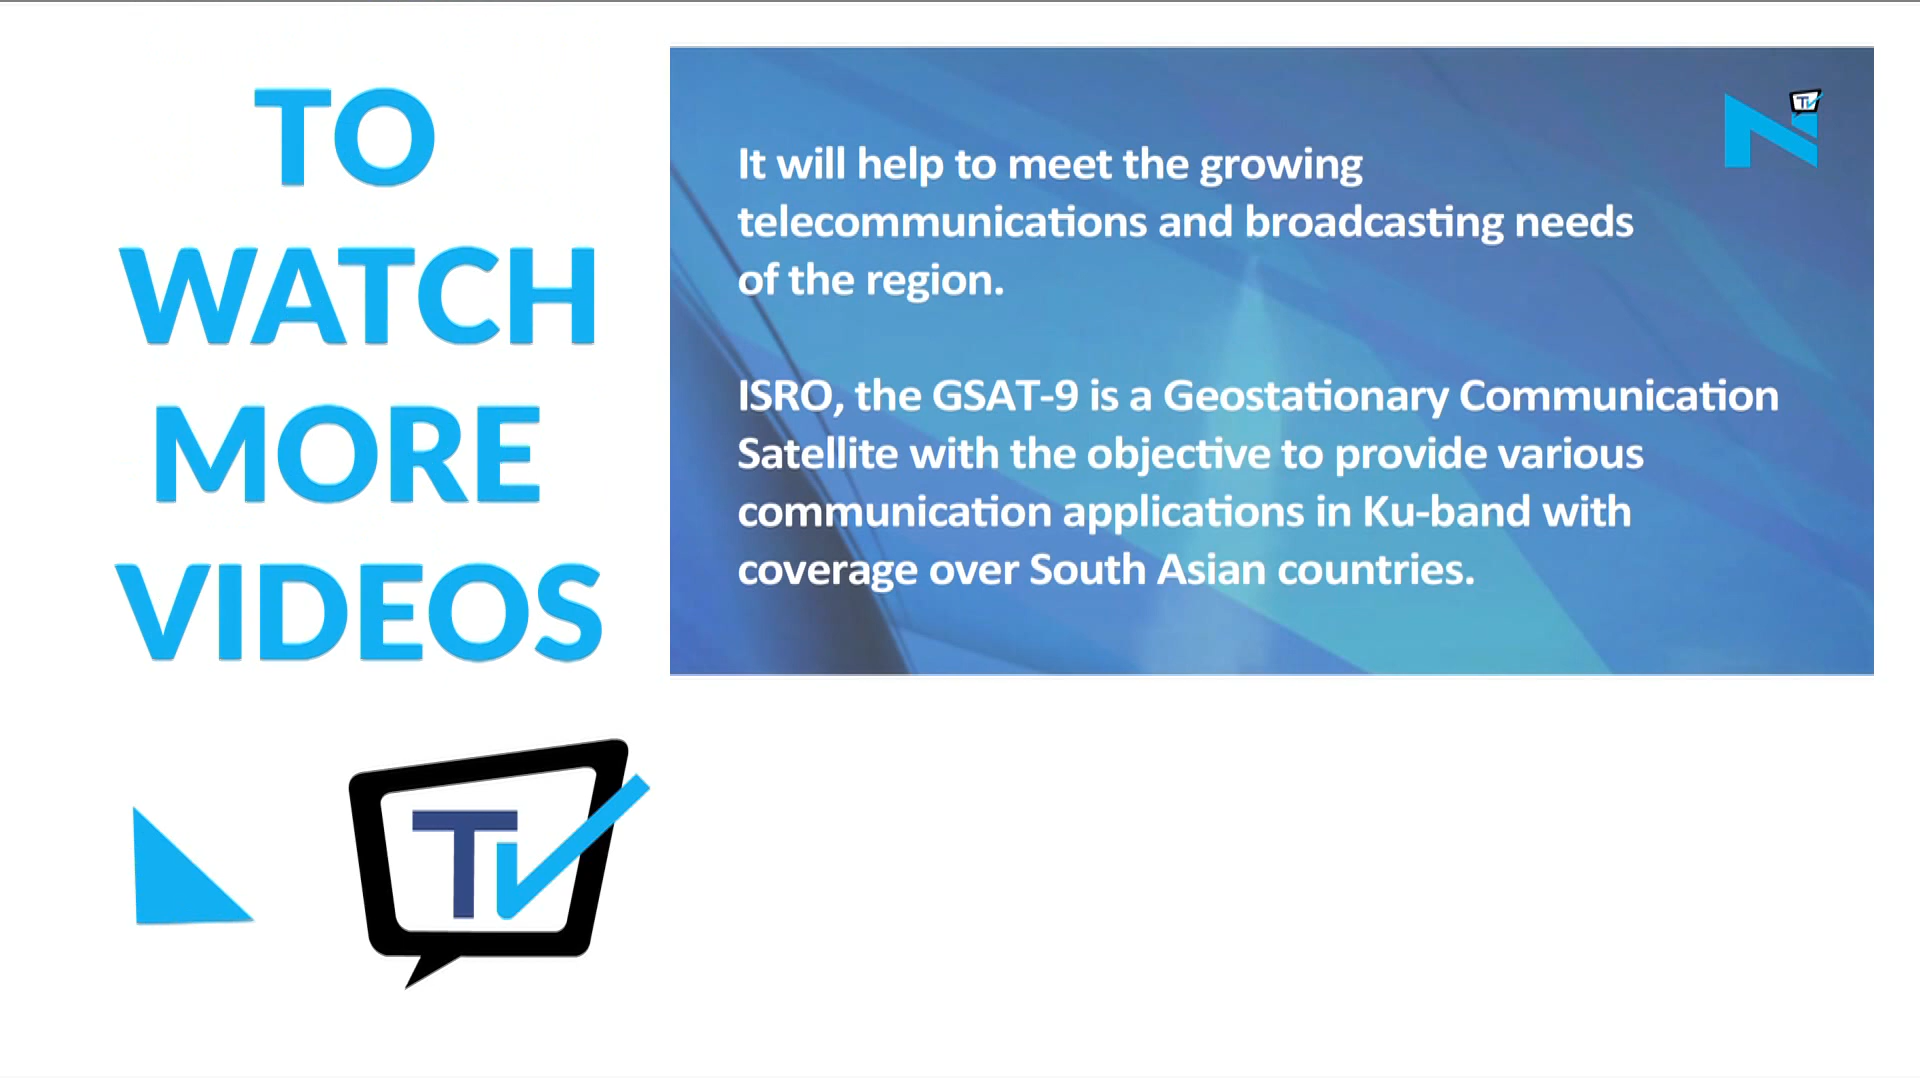 TO
WATCH
MORE
VIDEOS
TV
It will help to meet the growing
telecommunications and broadcasting needs
of the region.
ISRO, the GSAT-9 is a Geostationary Communication
Satellite with the objective to provide various
communication applications in Ku-band with
coverage over South Asian countries.
N
TV